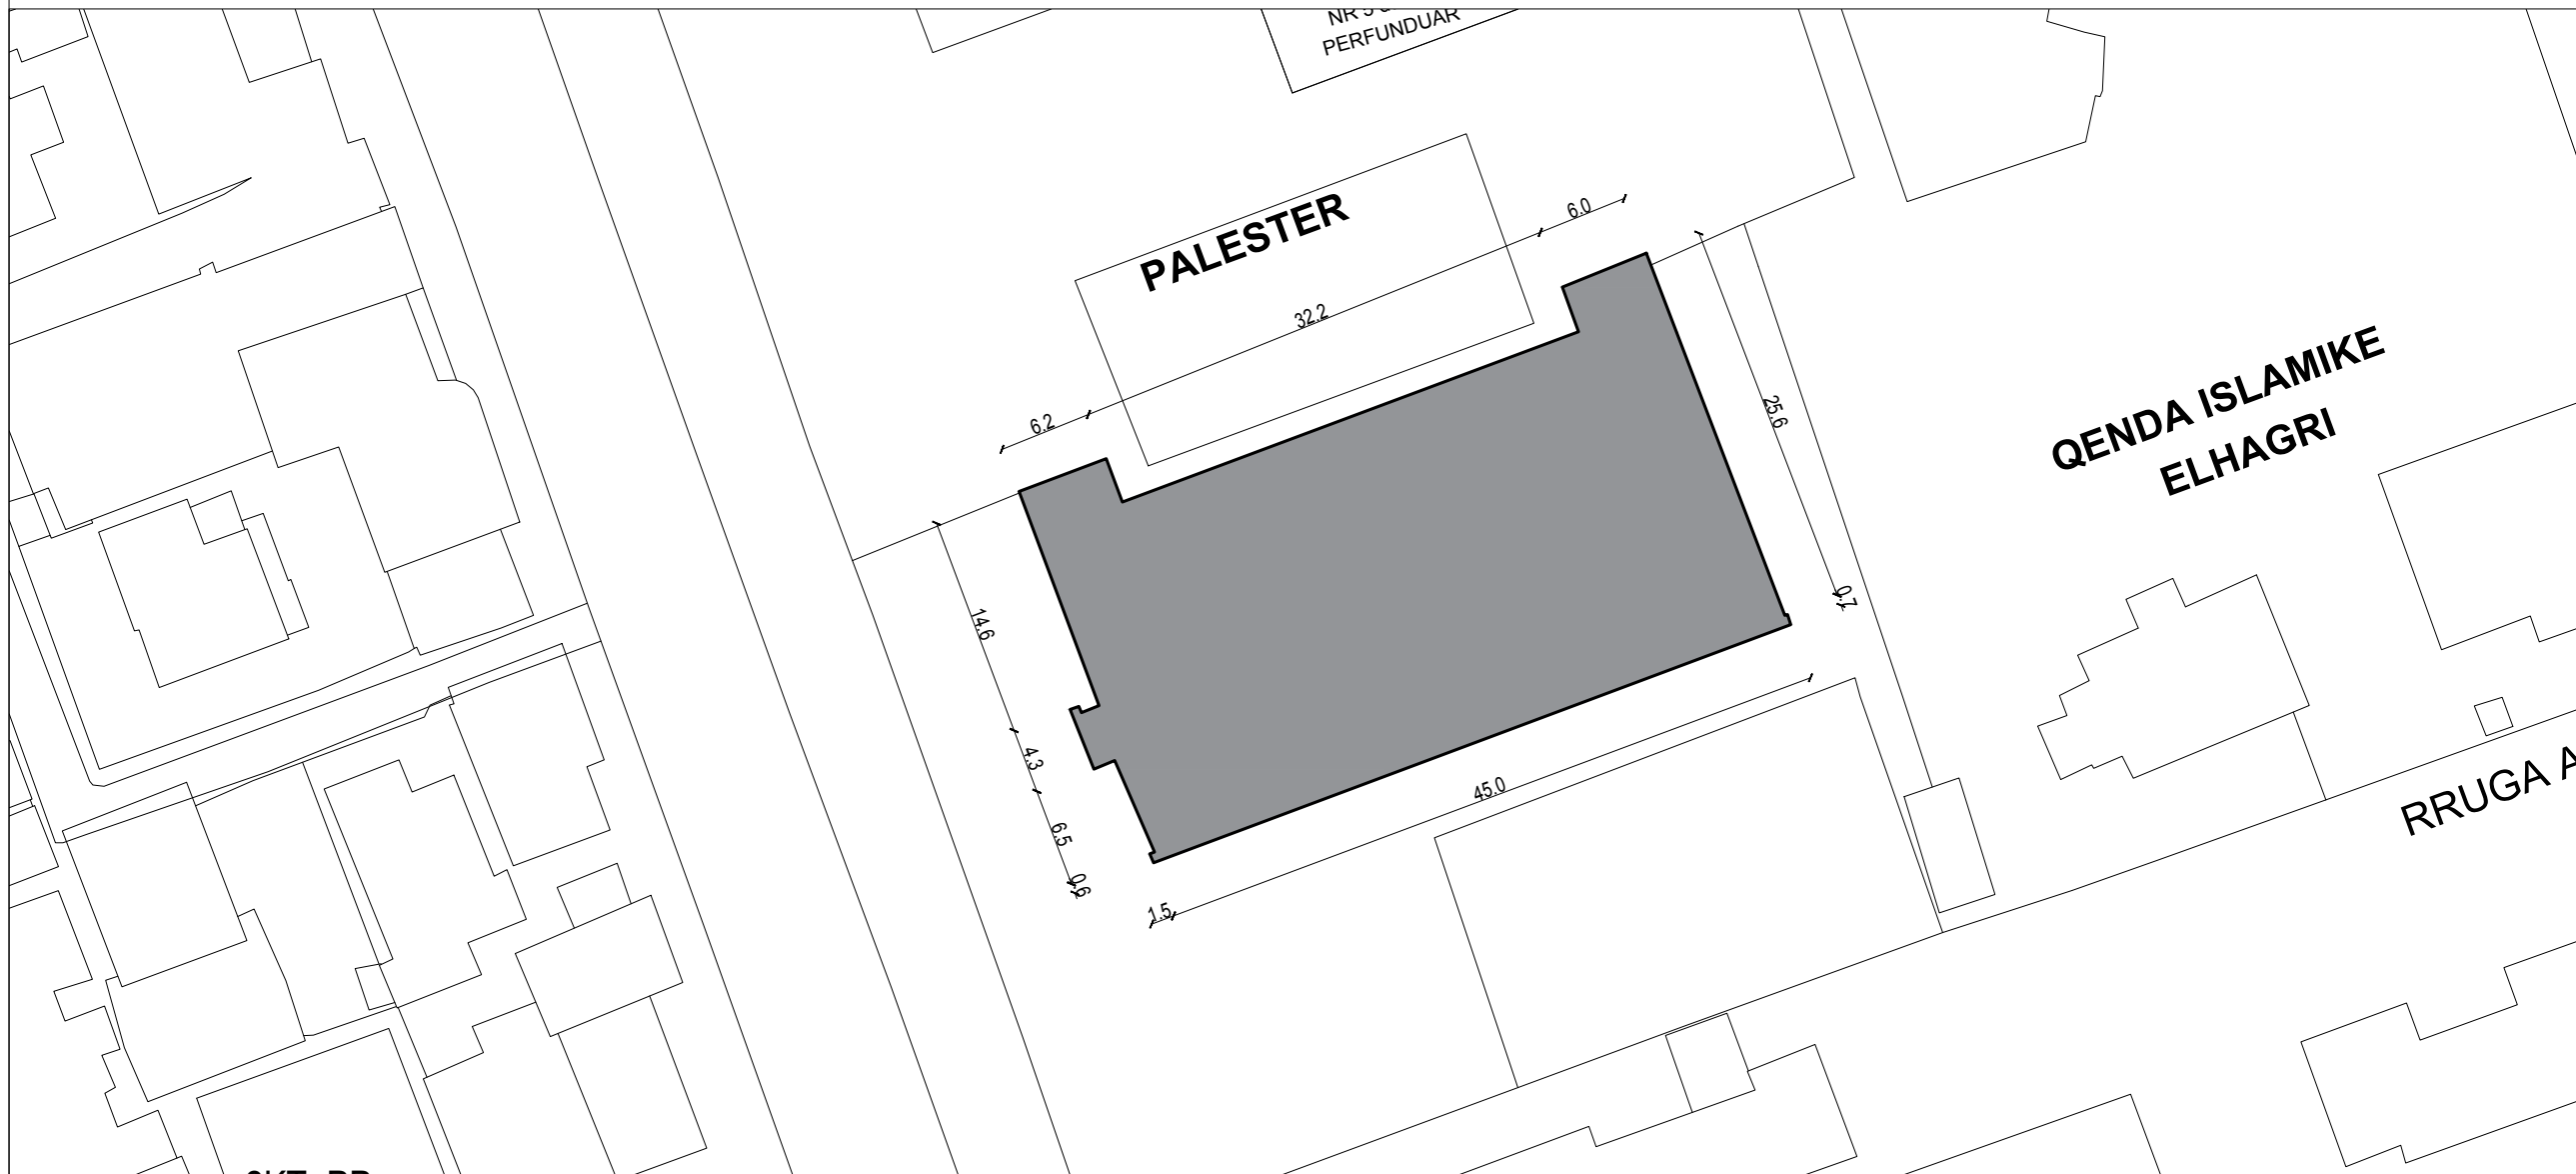 PERFUNDUAR
PALESTER
6.0
32.2
6.2
25.6
0.7
QENDA ISLAMIKE
ELHAGRI
14.6
4.3
6.5
0.6
45.0
1.5
RRUGA A